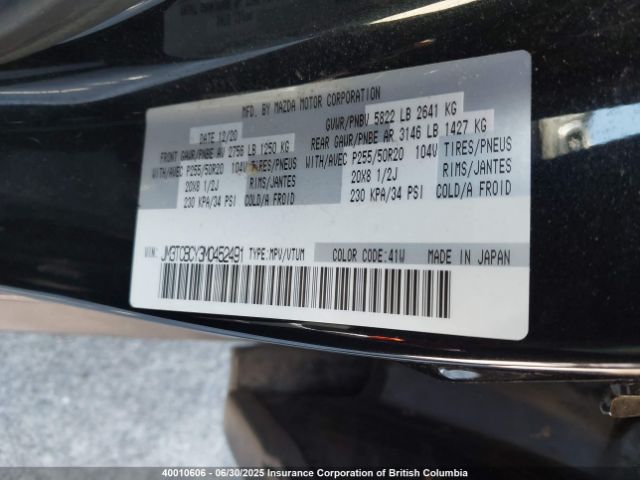 MFD. BY MAZDA MOTOR CORPORATION
DATE 12/20 GVWR/PNBV 5822 LB 2641 KG
FRONT GAWR/PNBE AV 2756 LB 1250 KG REAR GAWR/PNBE AR 3146 LB 1427 KG
WITH/AVEC P255/50R20 104V TIRES/PNEUS WITH/AVEC P255/50R20 104V TIRES/PNEUS
20X8 1/2J RIMS/JANTES 20X8 1/2J RIMS/JANTES
230 KPA/34 PSI COLD/A FROID 230 KPA/34 PSI COLD/A FROID
VIN: JM3TCBCY3M0452491 TYPE:MPV/VTUM COLOR CODE:41W MADE IN JAPAN
40010606 - 06/30/2025 Insurance Corporation of British Columbia